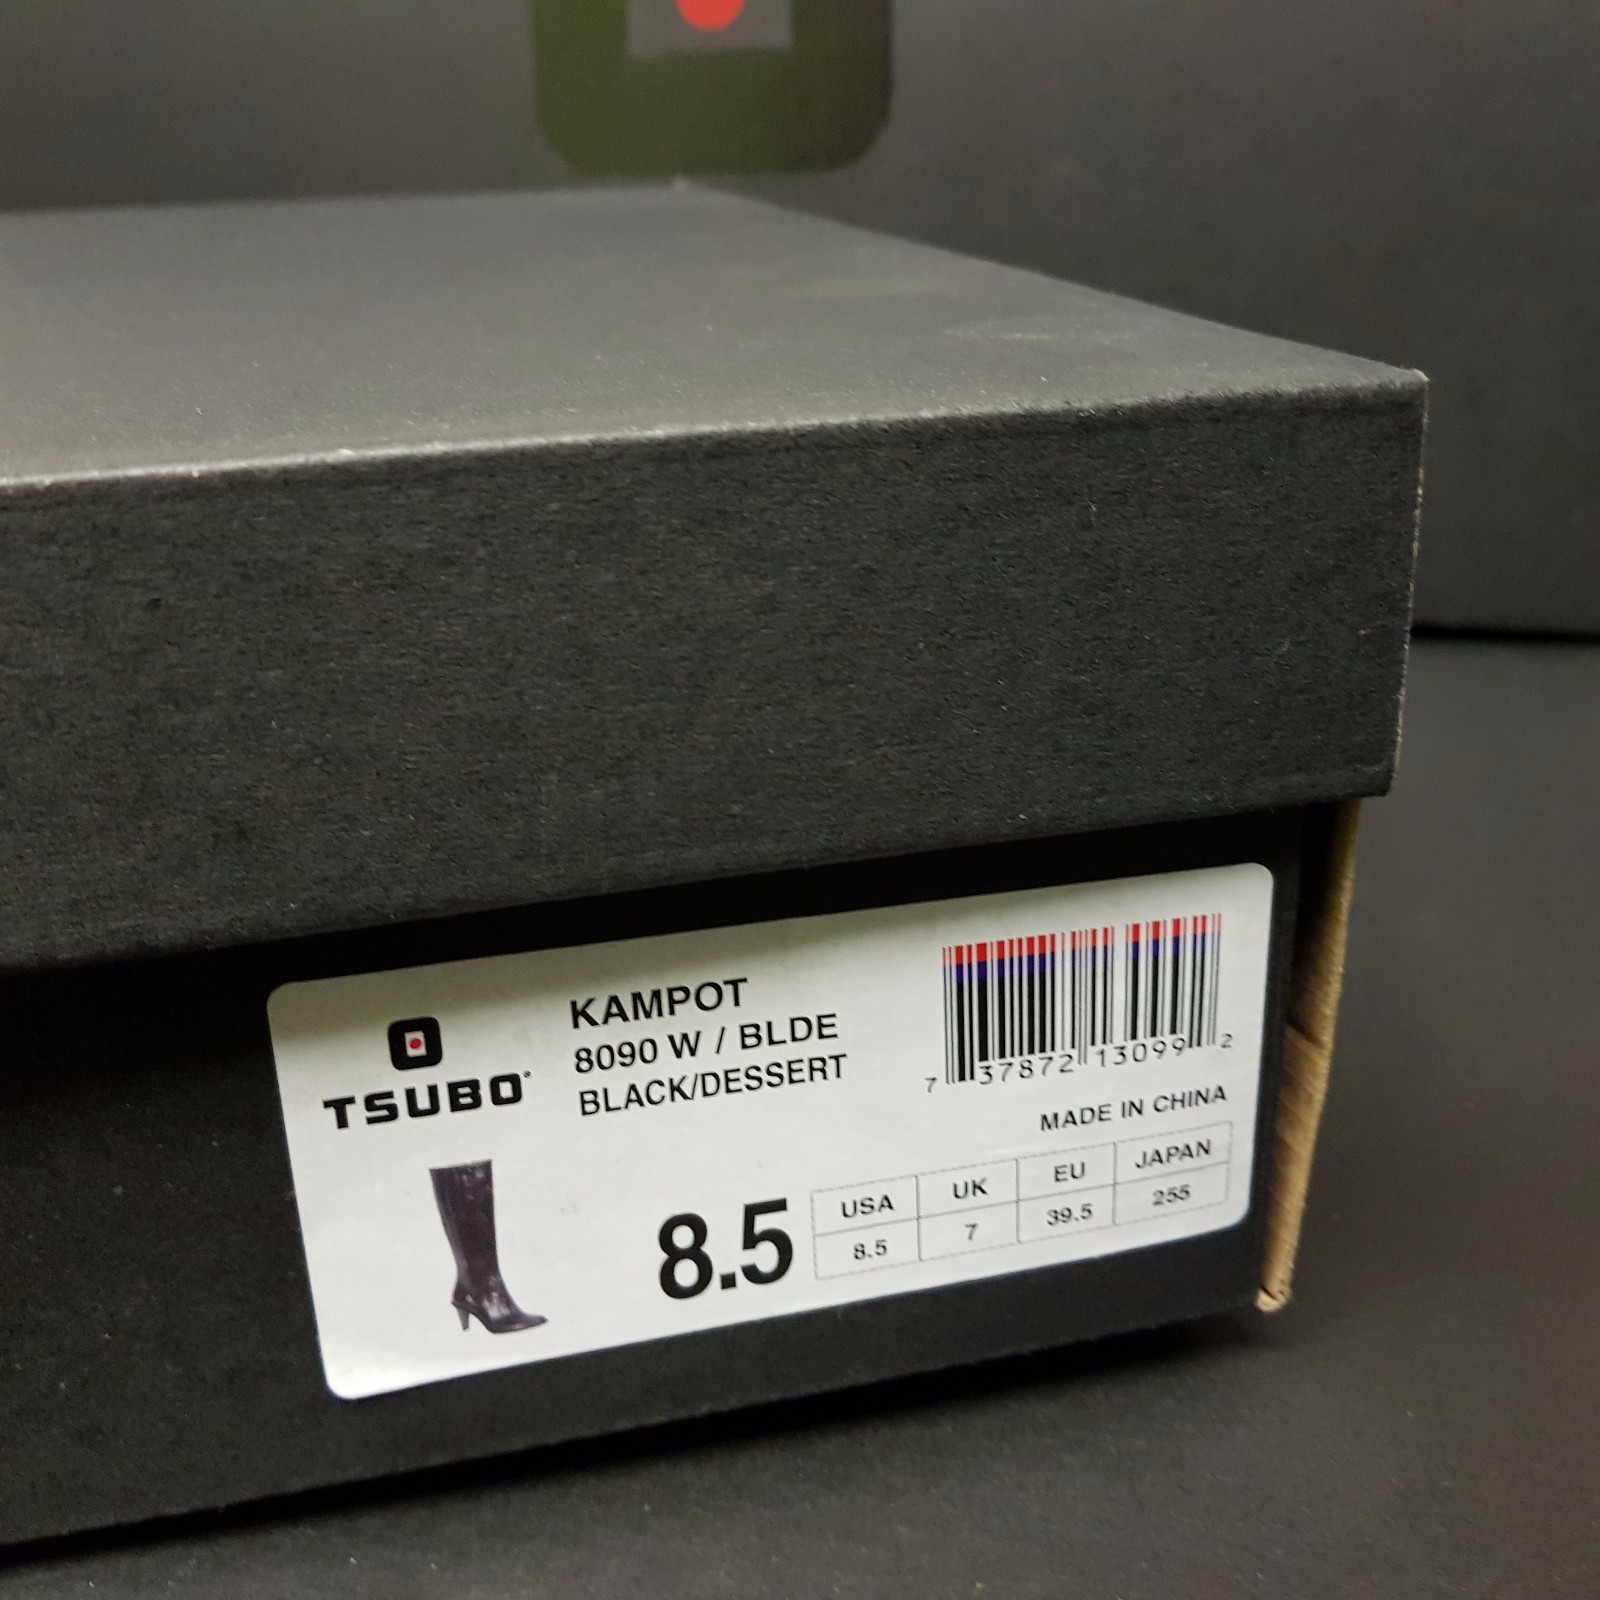 TSUBO
KAMPOT
8090 W / BLDE
BLACK/DESSERT
7 37872 13099 2
MADE IN CHINA
8.5
USA UK EU JAPAN
8.5 7 39.5 255